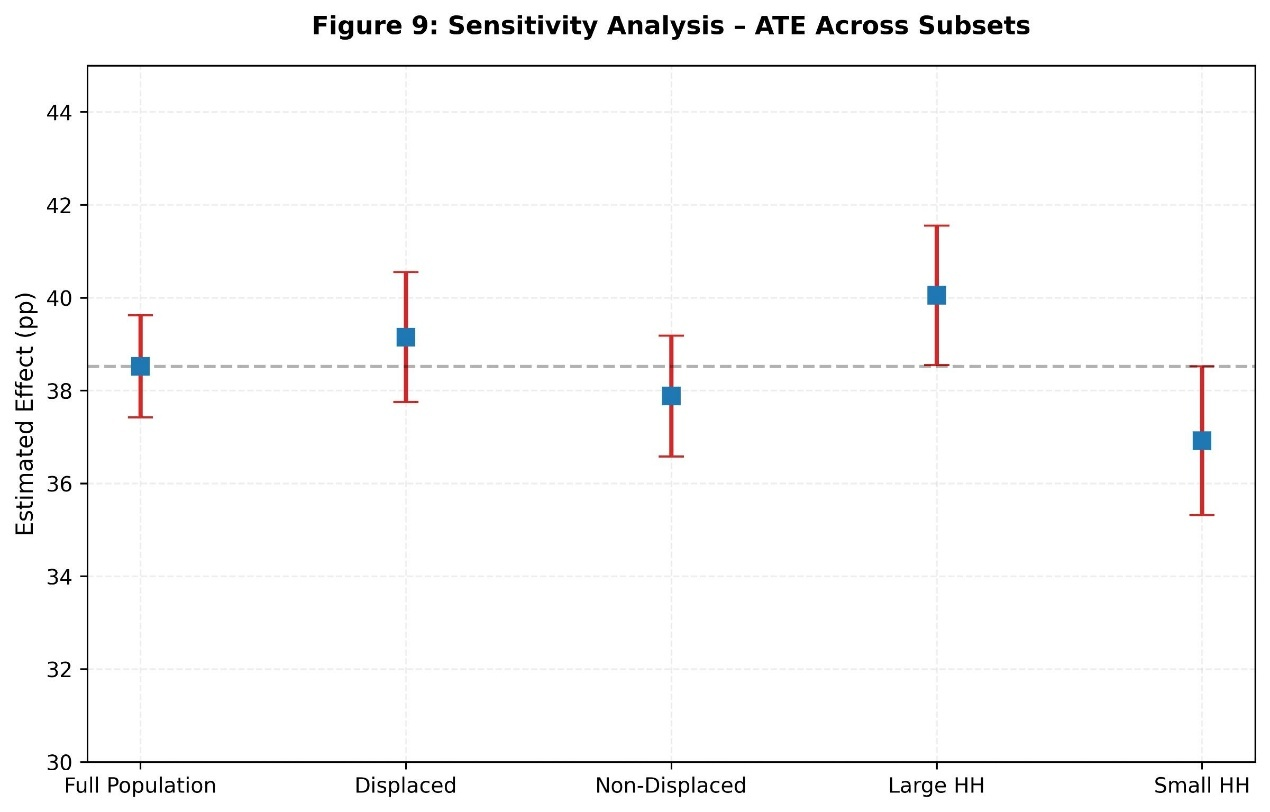 Figure 9: Sensitivity Analysis – ATE Across Subsets
Estimated Effect (pp)
44
42
40
38
36
34
32
30
Full Population Displaced Non-Displaced Large HH Small HH